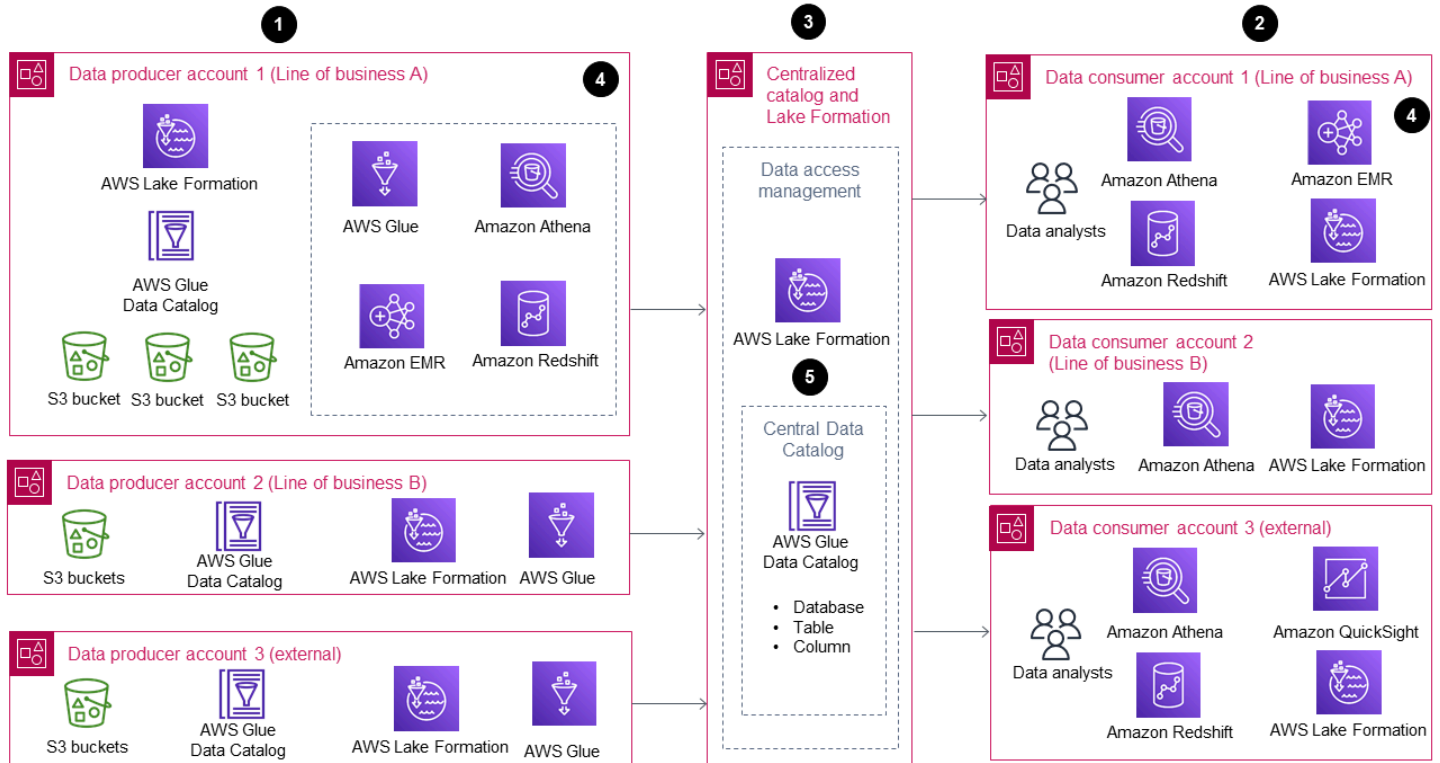 1
3
2
Data producer account 1 (Line of business A)
4
AWS Lake Formation
AWS Glue
Data Catalog
S3 bucket
S3 bucket
S3 bucket
AWS Glue
Amazon Athena
Amazon EMR
Amazon Redshift
Data producer account 2 (Line of business B)
S3 buckets
AWS Glue
Data Catalog
AWS Lake Formation
AWS Glue
Data producer account 3 (external)
S3 buckets
AWS Glue
Data Catalog
AWS Lake Formation
AWS Glue
Centralized
catalog and
Lake Formation
Data access
management
AWS Lake Formation
5
Central Data
Catalog
AWS Glue
Data Catalog
• Database
• Table
• Column
Data consumer account 1 (Line of business A)
4
Data analysts
Amazon Athena
Amazon EMR
Amazon Redshift
AWS Lake Formation
Data consumer account 2
(Line of business B)
Data analysts
Amazon Athena
AWS Lake Formation
Data consumer account 3 (external)
Data analysts
Amazon Athena
Amazon QuickSight
Amazon Redshift
AWS Lake Formation